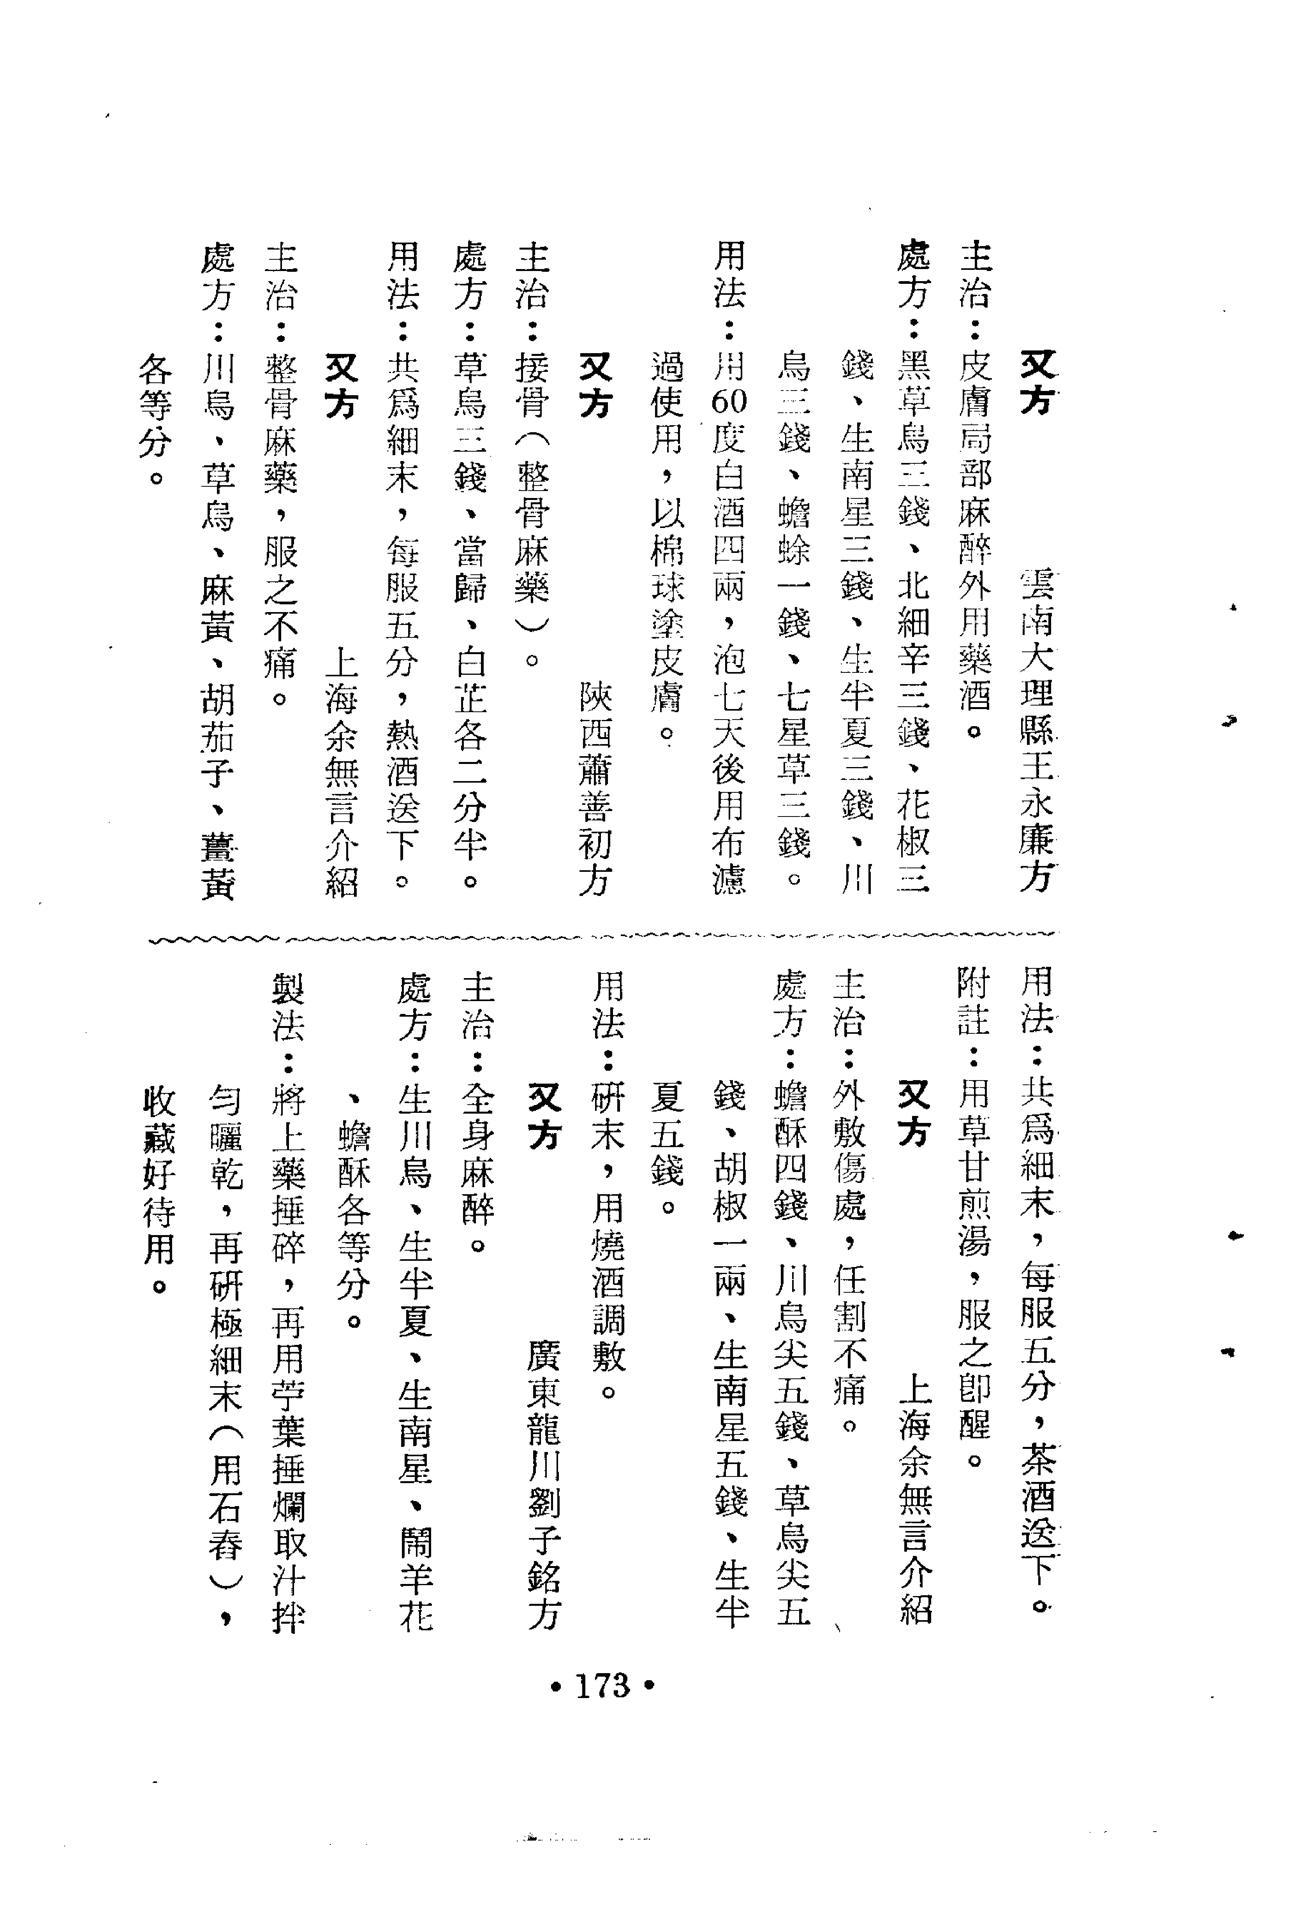 又方　雲南大理縣王永廉方
主治：皮膚局部麻醉外用藥酒。
處方：黑草烏三錢、北細辛三錢、花椒三
錢、生南星三錢、生半夏三錢、川
烏三錢、蟾蜍一錢、七星草三錢。
用法：用60度白酒四兩，泡七天後用布濾
過使用，以棉球塗皮膚。
又方　陝西蕭善初方
主治：接骨（整骨麻藥）。
處方：草烏三錢、當歸、白芷各二分半。
用法：共爲細末，每服五分，熱酒送下。
又方　上海余無言介紹
主治：整骨麻藥，服之不痛。
處方：川烏、草烏、麻黃、胡茄子、薑黃
各等分。
用法：共爲細末，每服五分，茶酒送下。
附註：用草甘煎湯，服之卽醒。
又方　上海余無言介紹
主治：外敷傷處，任割不痛。
處方：蟾酥四錢、川烏尖五錢、草烏尖五
錢、胡椒一兩、生南星五錢、生半
夏五錢。
用法：研末，用燒酒調敷。
又方　廣東龍川劉子銘方
主治：全身麻醉。
處方：生川烏、生半夏、生南星、鬧羊花
、蟾酥各等分。
製法：將上藥捶碎，再用苧葉捶爛取汁拌
勻曬乾，再研極細末（用石舂），
收藏好待用。
•173•